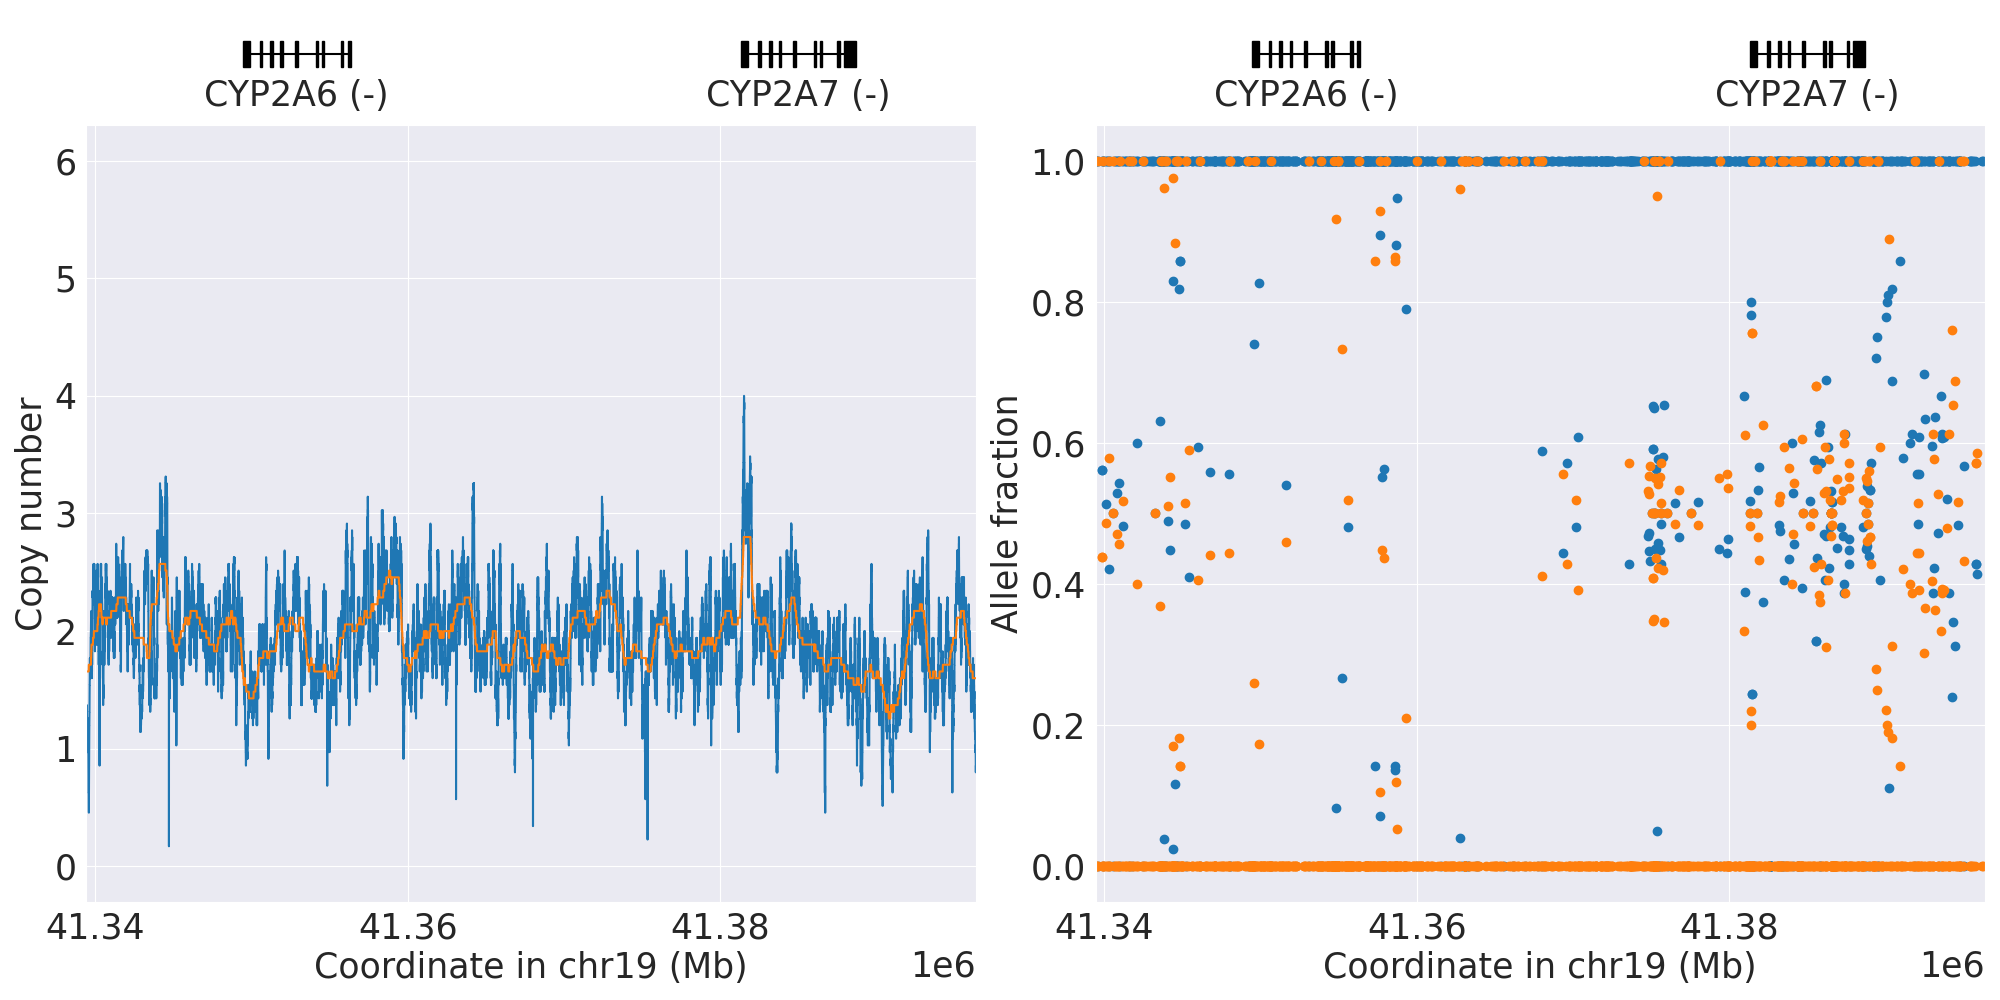 CYP2A6 (-)
CYP2A7 (-)
6
5
4
3
2
1
0
Copy number
41.34
41.36
41.38
Coordinate in chr19 (Mb)
1e6
CYP2A6 (-)
CYP2A7 (-)
1.0
0.8
0.6
0.4
0.2
0.0
Allele fraction
41.34
41.36
41.38
Coordinate in chr19 (Mb)
1e6